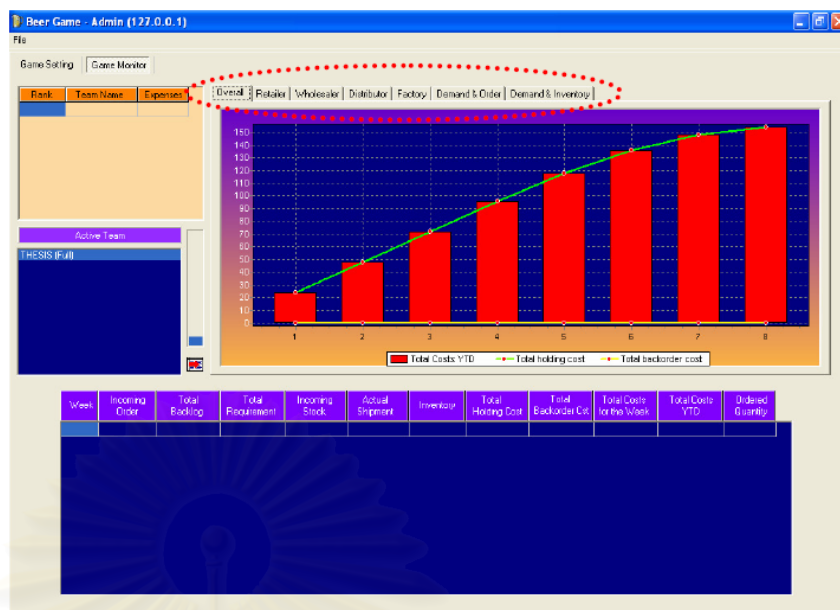 Beer Game - Admin (127.0.0.1)
File
Game Setting Game Monitor
Rank Team Name Expenses
Overall Retailer Wholesaler Distributor Factory Demand & Order Demand & Inventory
150
140
130
120
110
100
90
80
70
60
50
40
30
20
10
0
1 2 3 4 5 6 7 8
Total Costs YTD Total holding cost Total backorder cost
Active Team
THESIS (Full)
Week Incoming Order Total Backlog Total Requirement Incoming Stock Actual Shipment Inventory Total Holding Cost Total Backorder Cst Total Costs for the Week Total Costs YTD Ordered Quantity